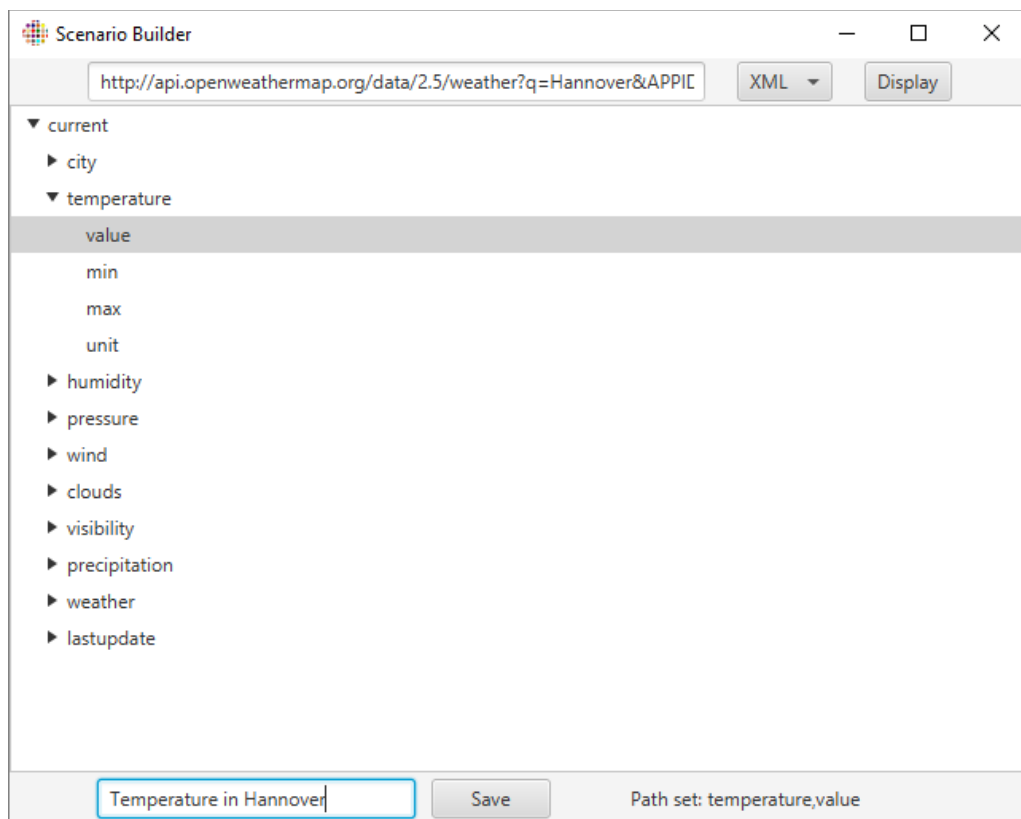 Scenario Builder
http://api.openweathermap.org/data/2.5/weather?q=Hannover&APPID
XML
Display
current
city
temperature
value
min
max
unit
humidity
pressure
wind
clouds
visibility
precipitation
weather
lastupdate
Temperature in Hannover
Save
Path set: temperature,value